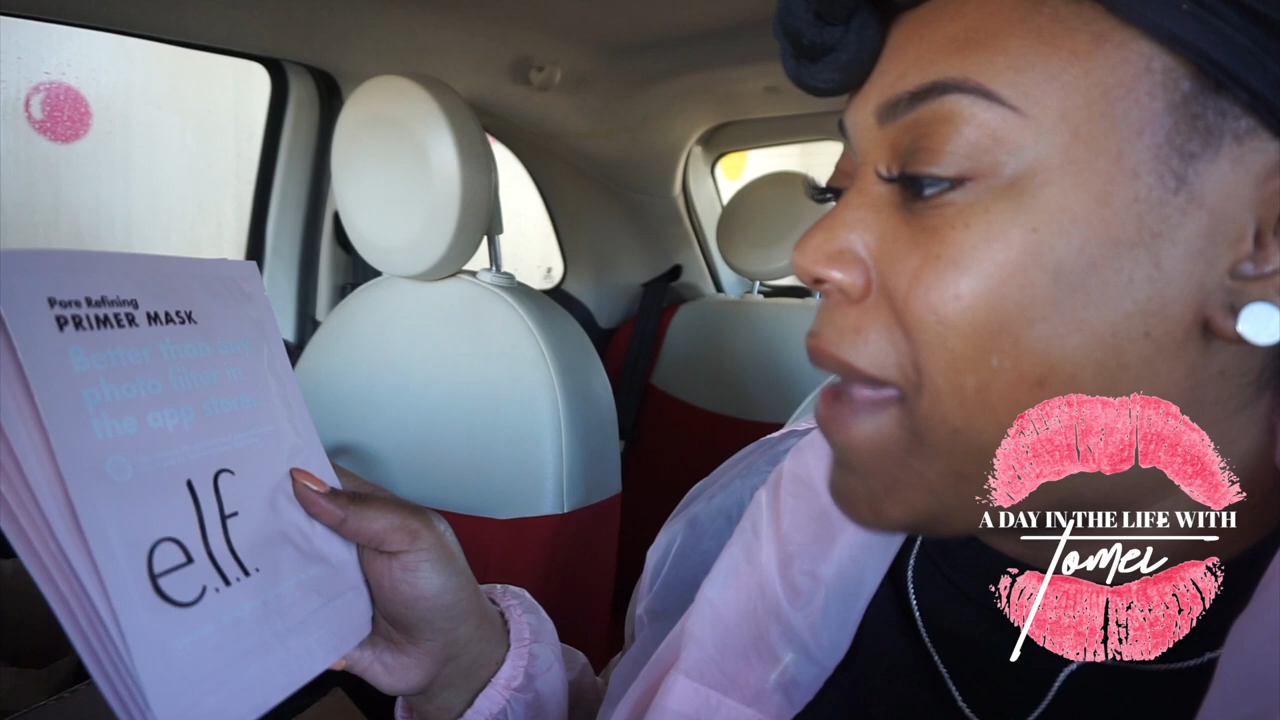 Pore Refining
PRIMER MASK
Better than any
photo filter in
the app store.
e.l.f.
A DAY IN THE LIFE WITH
Tomei